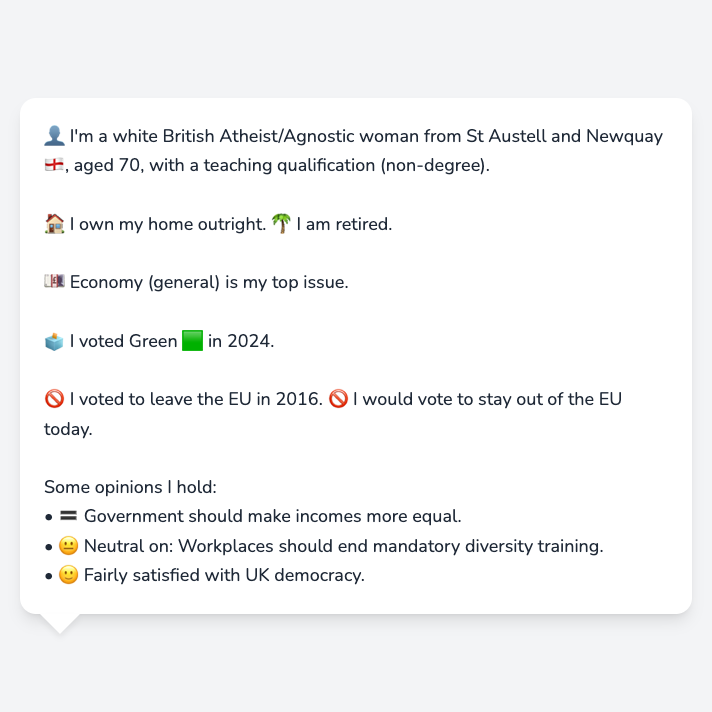 👤 I'm a white British Atheist/Agnostic woman from St Austell and Newquay
🏴󠁧󠁢󠁥󠁮󠁧󠁿, aged 70, with a teaching qualification (non-degree).
🏠 I own my home outright. 🌴 I am retired.
💷 Economy (general) is my top issue.
🗳️ I voted Green 🟩 in 2024.
🚫 I voted to leave the EU in 2016. 🚫 I would vote to stay out of the EU
today.
Some opinions I hold:
• 🟰 Government should make incomes more equal.
• 😐 Neutral on: Workplaces should end mandatory diversity training.
• 🙂 Fairly satisfied with UK democracy.